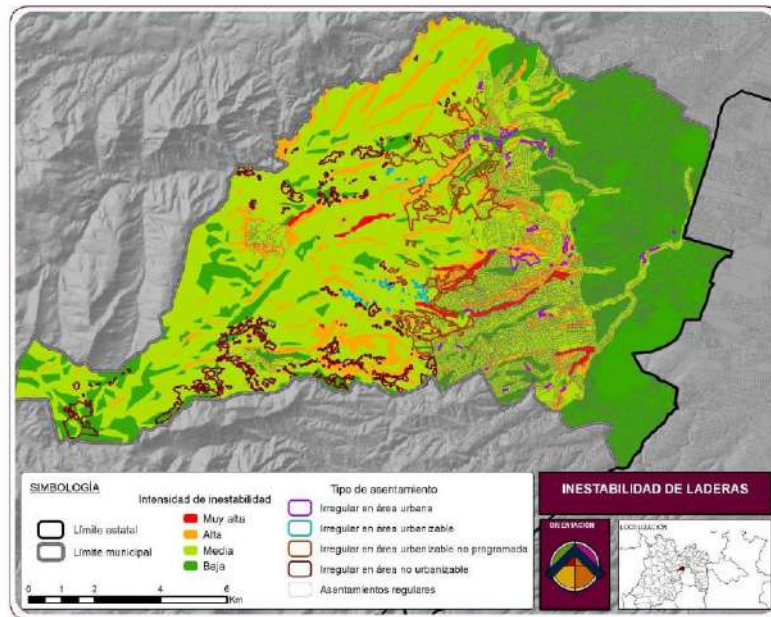 SIMBOLOGÍA
Límite estatal
Límite municipal
0 2 4 6
Km
Intensidad de inestabilidad
Muy alta
Alta
Media
Baja
Tipo de asentamiento
Irregular en área urbana
Irregular en área urbanizable
Irregular en área urbanizable no programada
Irregular en área no urbanizable
Asentamientos regulares
INESTABILIDAD DE LADERAS
ORIENTACIÓN
LOCALIZACIÓN